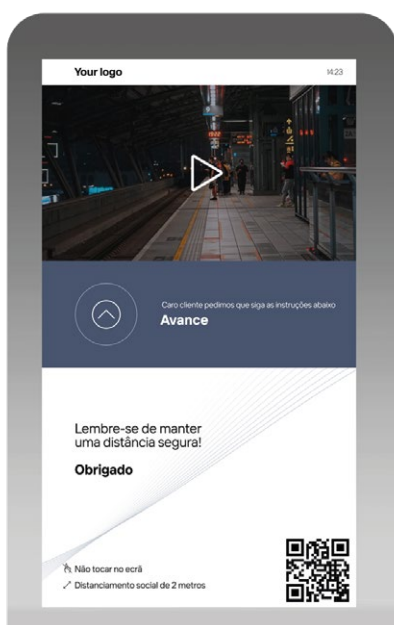 Your logo
14:23
Caro cliente pedimos que siga as instruções abaixo
Avance
Lembre-se de manter
uma distância segura!
Obrigado
Não tocar no ecrã
Distanciamento social de 2 metros